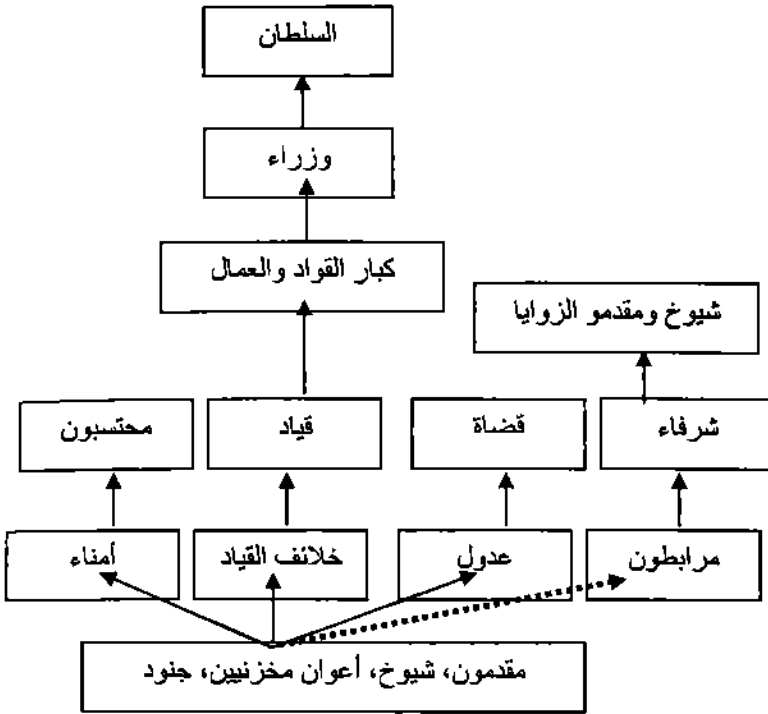 السلطان
وزراء
كبار القواد والعمال
شيوخ ومقدمو الزوايا
شرفاء
قضاة
قياد
محتسبون
مرابطون
عدول
خلائف القياد
أمناء
مقدمون، شيوخ، أعوان مخزنيين، جنود